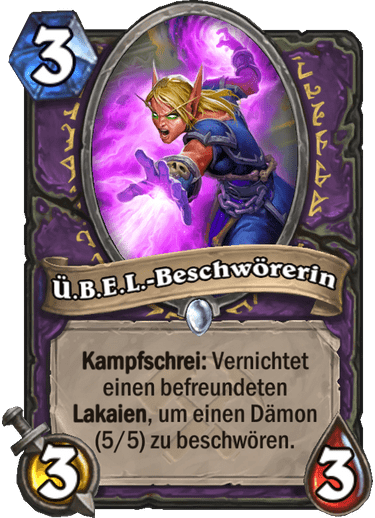 3
Ü.B.E.L.-Beschwörerin
Kampfschrei: Vernichtet
einen befreundeten
Lakaien, um einen Dämon
(5/5) zu beschwören.
3
3